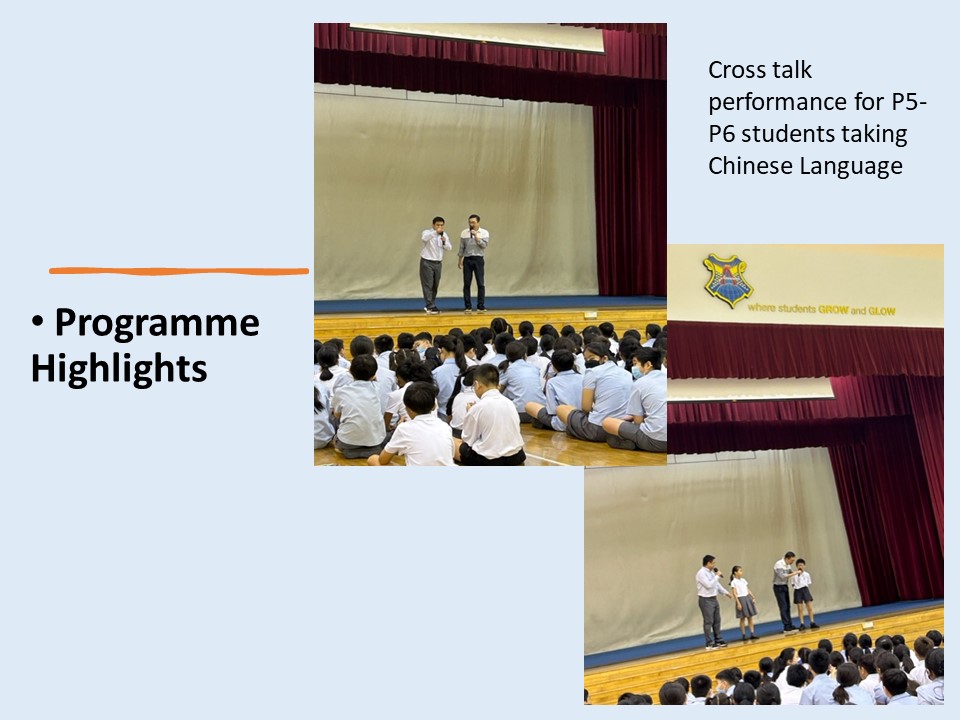 Cross talk
performance for P5-
P6 students taking
Chinese Language
where students GROW and GLOW
• Programme
Highlights